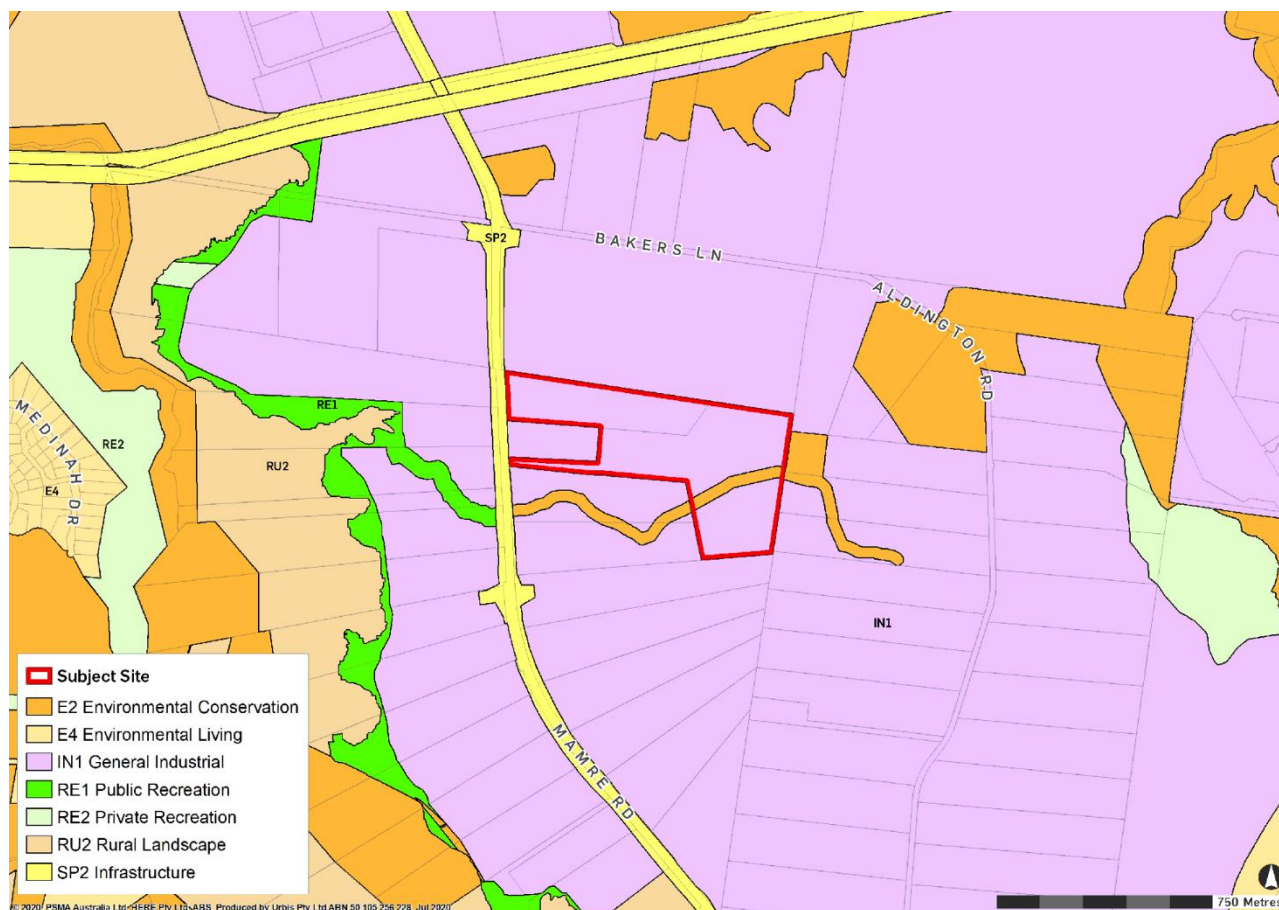 SP2
BAKERS LN
ALDINGTON RD
MEDINAH DR
RE2
E4
RE1
RU2
IN1
MAMRE RD
Subject Site
E2 Environmental Conservation
E4 Environmental Living
IN1 General Industrial
RE1 Public Recreation
RE2 Private Recreation
RU2 Rural Landscape
SP2 Infrastructure
750 Metres
© 2020. PSMA Australia Ltd, HERE Pty Ltd, ABS. Produced by Urbis Pty Ltd ABN 50 105 256 228, Jul 2020